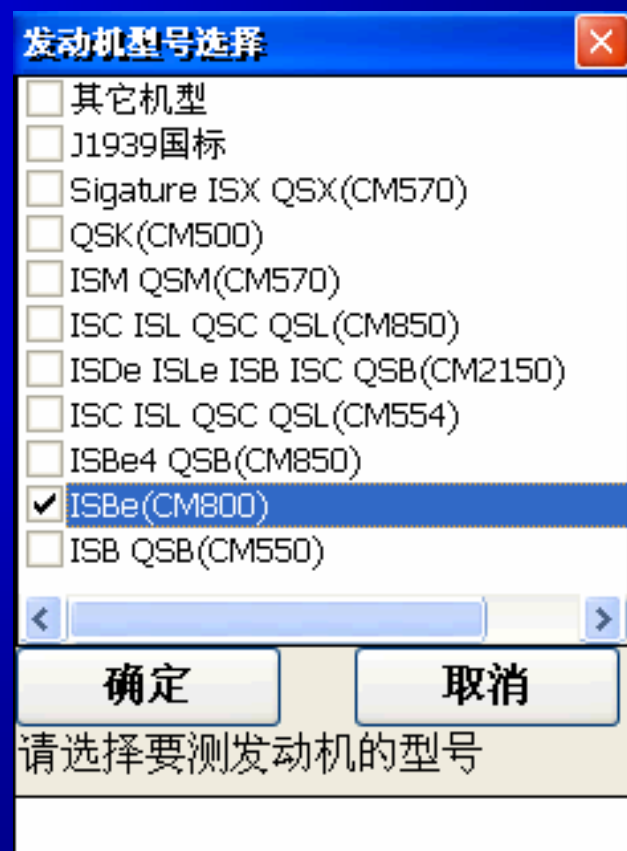 发动机型号选择
其它机型
J1939国标
Sigature ISX QSX(CM570)
QSK(CM500)
ISM QSM(CM570)
ISC ISL QSC QSL(CM850)
ISDe ISLe ISB ISC QSB(CM2150)
ISC ISL QSC QSL(CM554)
ISBe4 QSB(CM850)
ISBe(CM800)
ISB QSB(CM550)
确定 取消
请选择要测发动机的型号